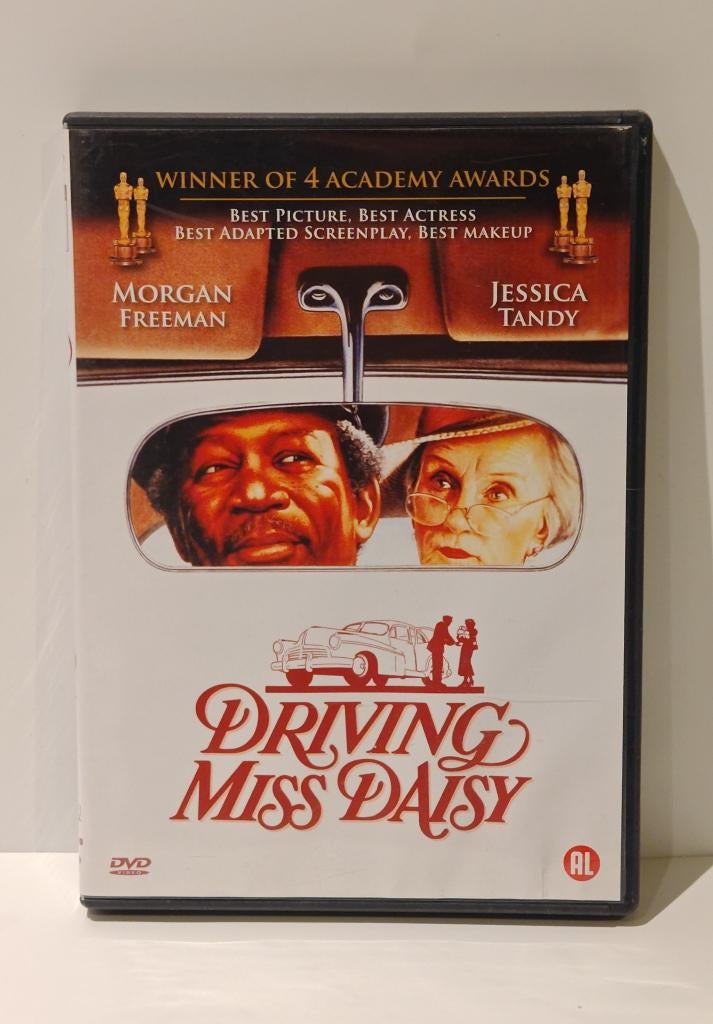 WINNER OF 4 ACADEMY AWARDS
BEST PICTURE, BEST ACTRESS
BEST ADAPTED SCREENPLAY, BEST MAKEUP
MORGAN
FREEMAN
JESSICA
TANDY
DRIVING
MISS DAISY
DVD
VIDEO
AL